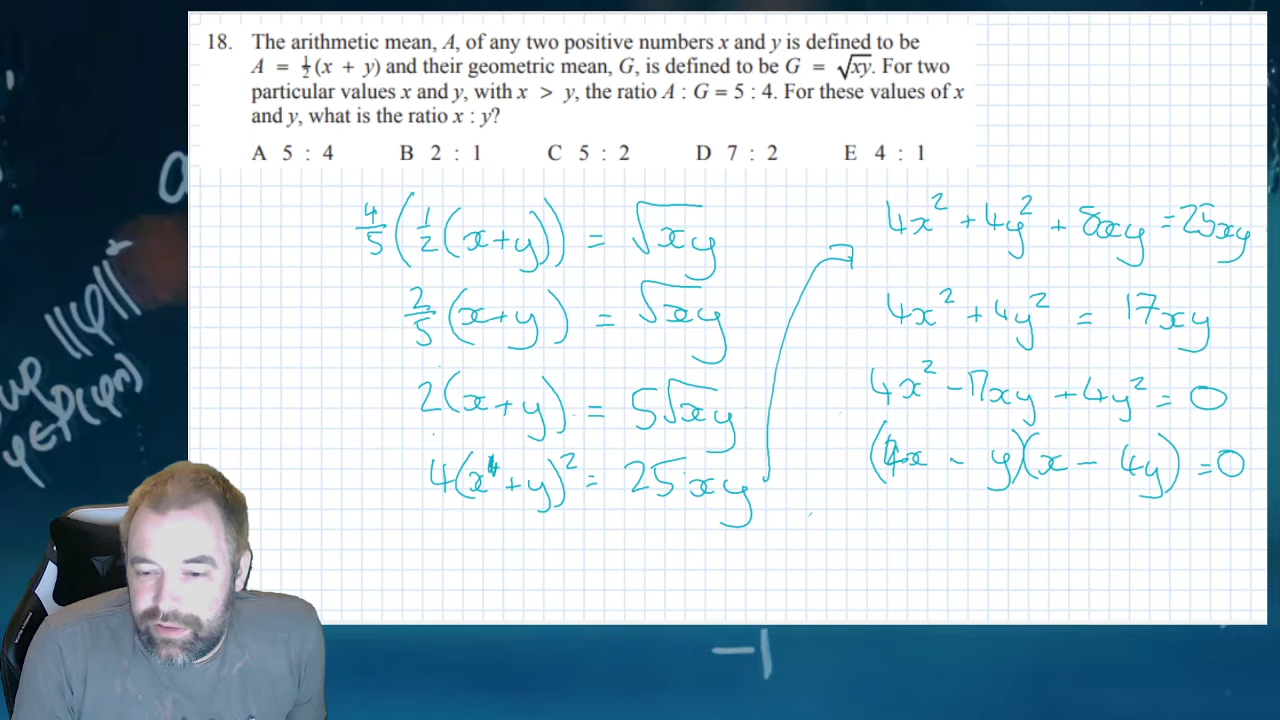 18. The arithmetic mean, A, of any two positive numbers x and y is defined to be
A = ½(x + y) and their geometric mean, G, is defined to be G = √xy. For two
particular values x and y, with x > y, the ratio A : G = 5 : 4. For these values of x
and y, what is the ratio x : y?
A 5 : 4 B 2 : 1 C 5 : 2 D 7 : 2 E 4 : 1
4/5(1/2(x+y)) = √xy
2/5(x+y) = √xy
2(x+y) = 5√xy
4(x+y)² = 25xy
4x² + 4y² + 8xy = 25xy
4x² + 4y² = 17xy
4x² - 17xy + 4y² = 0
(4x - y)(x - 4y) = 0
||φ||
-1